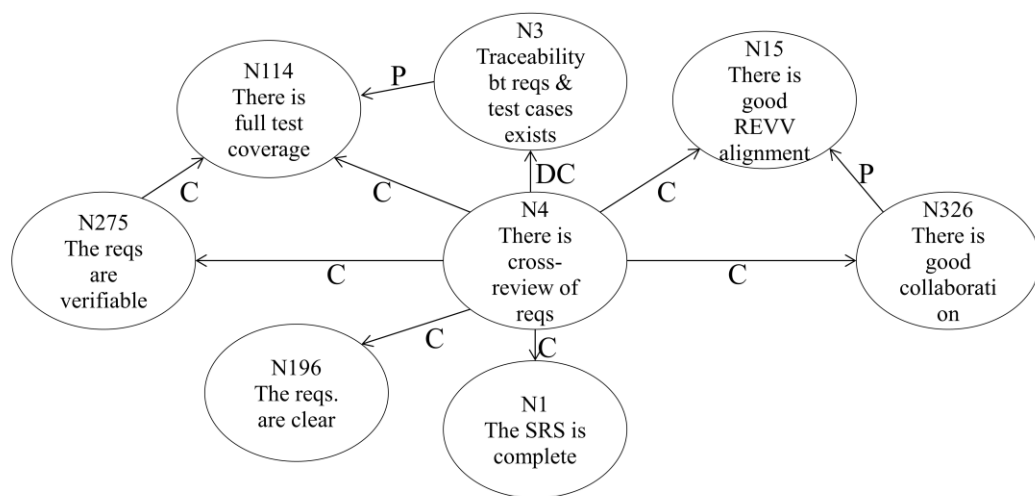 N3
Traceability
bt reqs &
test cases
exists
N15
There is
good
REVV
alignment
N114
There is
full test
coverage
P
C
C
DC
C
P
N275
The reqs
are
verifiable
N4
There is
cross-
review of
reqs
N326
There is
good
collaborati
on
C
C
C
C
N196
The reqs.
are clear
N1
The SRS is
complete